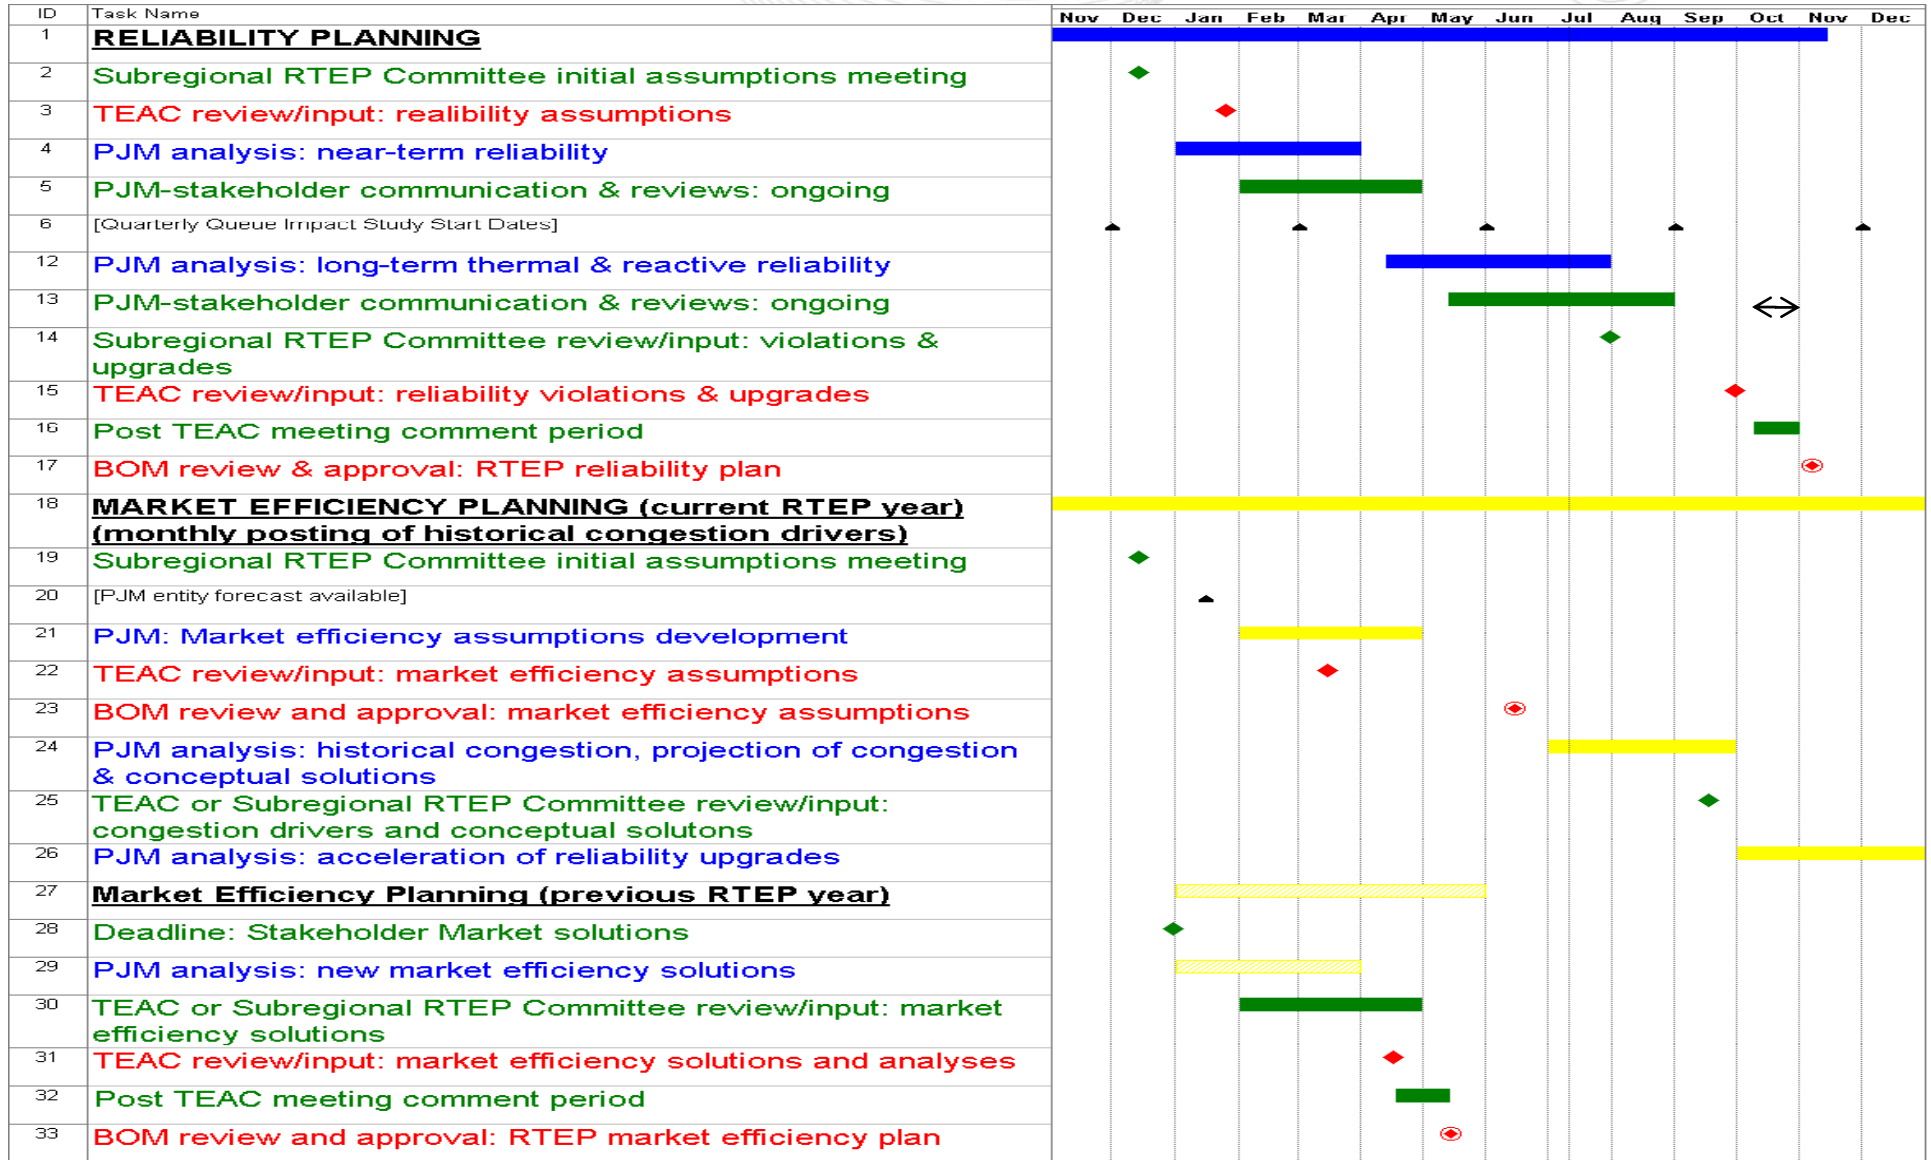 ID Task Name Nov Dec Jan Feb Mar Apr May Jun Jul Aug Sep Oct Nov Dec
1 RELIABILITY PLANNING
2 Subregional RTEP Committee initial assumptions meeting
3 TEAC review/input: realibility assumptions
4 PJM analysis: near-term reliability
5 PJM-stakeholder communication & reviews: ongoing
6 [Quarterly Queue Impact Study Start Dates]
12 PJM analysis: long-term thermal & reactive reliability
13 PJM-stakeholder communication & reviews: ongoing
14 Subregional RTEP Committee review/input: violations &
upgrades
15 TEAC review/input: reliability violations & upgrades
16 Post TEAC meeting comment period
17 BOM review & approval: RTEP reliability plan
18 MARKET EFFICIENCY PLANNING (current RTEP year)
(monthly posting of historical congestion drivers)
19 Subregional RTEP Committee initial assumptions meeting
20 [PJM entity forecast available]
21 PJM: Market efficiency assumptions development
22 TEAC review/input: market efficiency assumptions
23 BOM review and approval: market efficiency assumptions
24 PJM analysis: historical congestion, projection of congestion
& conceptual solutions
25 TEAC or Subregional RTEP Committee review/input:
congestion drivers and conceptual solutons
26 PJM analysis: acceleration of reliability upgrades
27 Market Efficiency Planning (previous RTEP year)
28 Deadline: Stakeholder Market solutions
29 PJM analysis: new market efficiency solutions
30 TEAC or Subregional RTEP Committee review/input: market
efficiency solutions
31 TEAC review/input: market efficiency solutions and analyses
32 Post TEAC meeting comment period
33 BOM review and approval: RTEP market efficiency plan